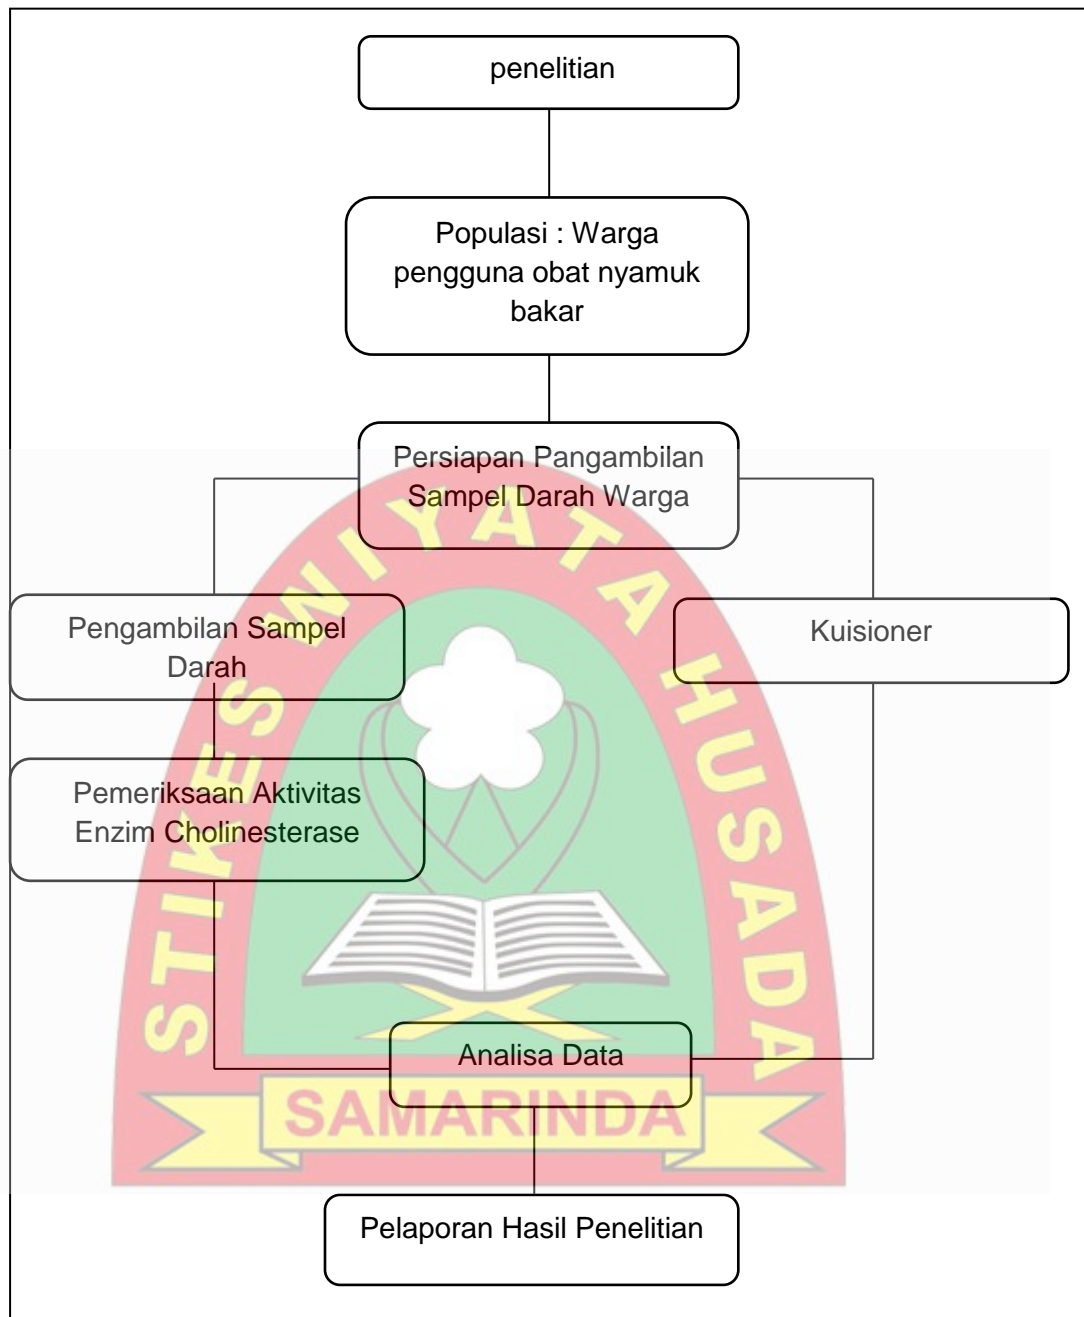 penelitian
Populasi : Warga
pengguna obat nyamuk
bakar
Persiapan Pangambilan
Sampel Darah Warga
Pengambilan Sampel
Darah
Kuisioner
Pemeriksaan Aktivitas
Enzim Cholinesterase
Analisa Data
Pelaporan Hasil Penelitian
STIKES WIYATA HUSADA
SAMARINDA